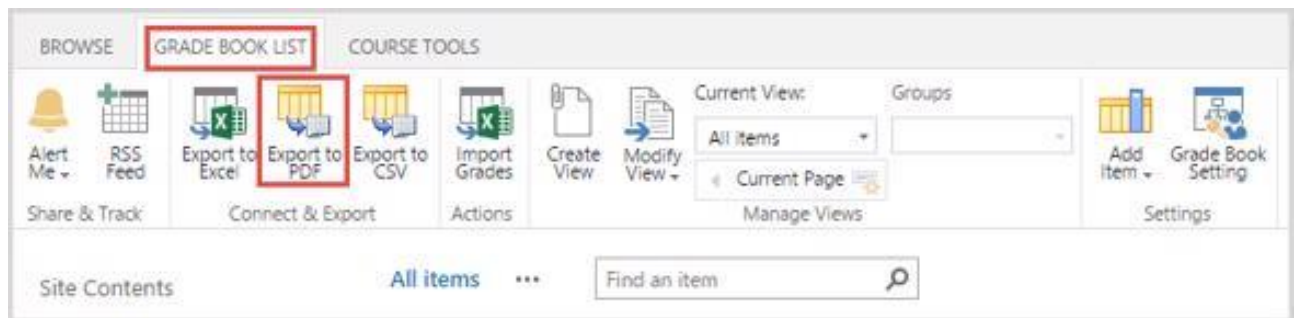 BROWSE GRADE BOOK LIST COURSE TOOLS
Alert Me
RSS Feed
Export to Excel
Export to PDF
Export to CSV
Import Grades
Create View
Modify View
Current View:
All Items
Current Page
Groups
Add Item
Grade Book Setting
Share & Track
Connect & Export
Actions
Manage Views
Settings
Site Contents
All items ...
Find an item